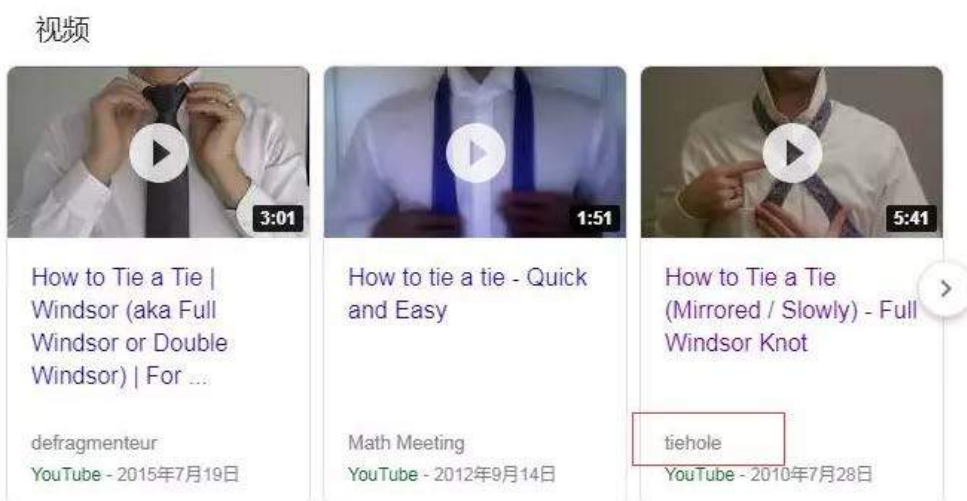 视频
3:01
1:51
5:41
How to Tie a Tie |
Windsor (aka Full
Windsor or Double
Windsor) | For ...
defragmenteur
YouTube - 2015年7月19日
How to tie a tie - Quick
and Easy
Math Meeting
YouTube - 2012年9月14日
How to Tie a Tie
(Mirrored / Slowly) - Full
Windsor Knot
tiehole
YouTube - 2010年7月28日